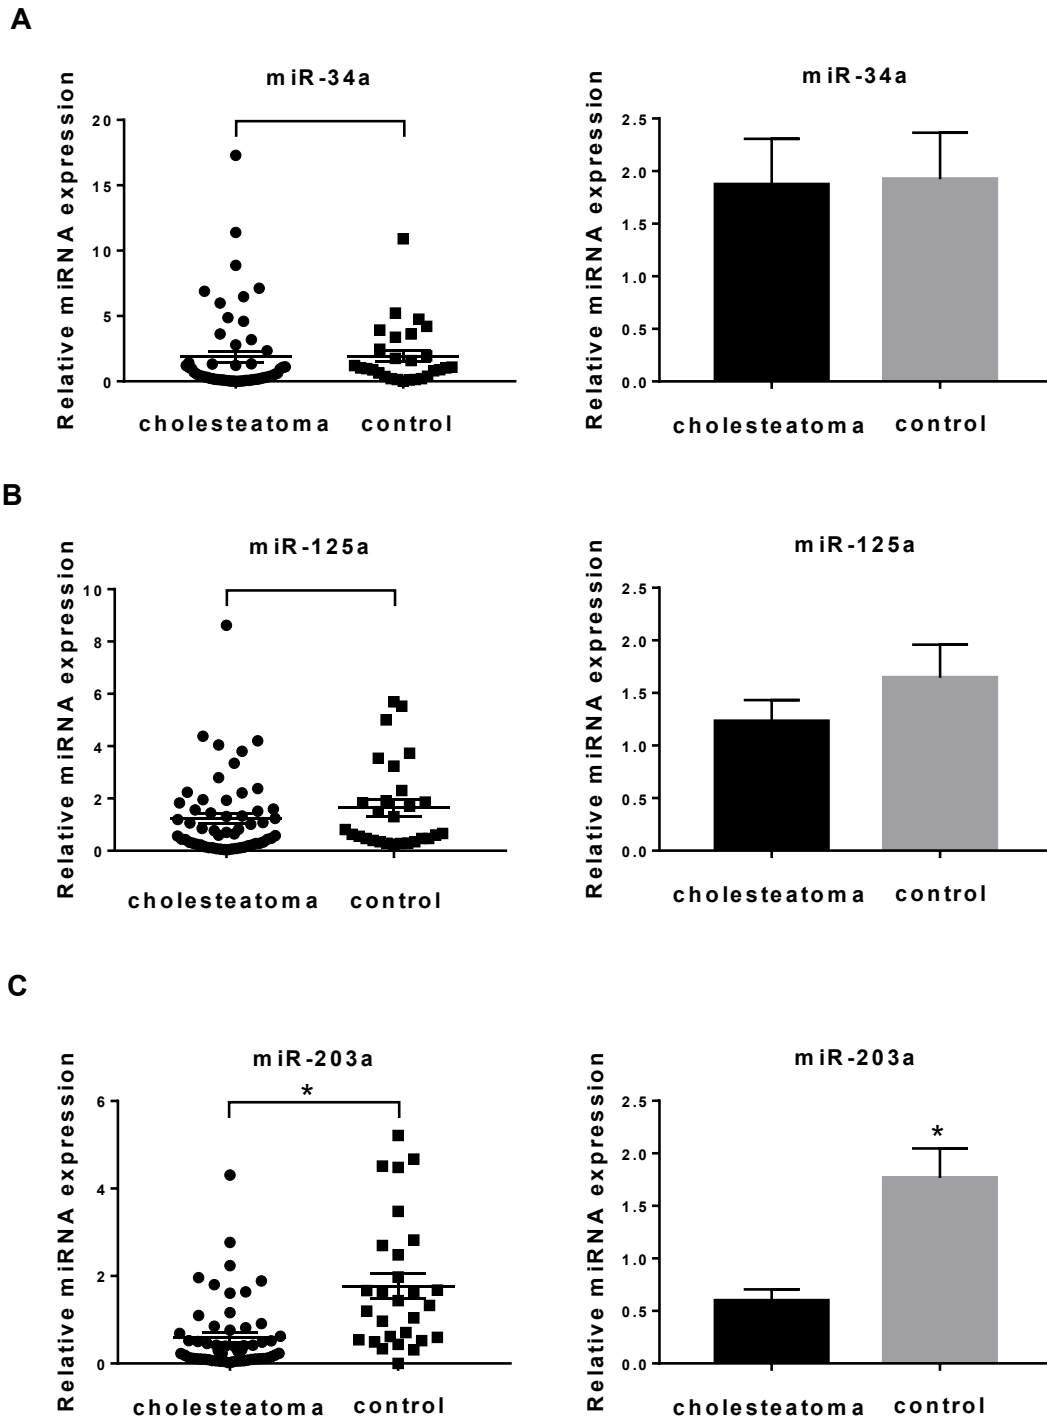 A
miR-34a
Relative miRNA expression
20
15
10
5
0
cholesteatoma
control
miR-34a
Relative miRNA expression
2.5
2.0
1.5
1.0
0.5
0.0
cholesteatoma
control
B
miR-125a
Relative miRNA expression
10
8
6
4
2
0
cholesteatoma
control
miR-125a
Relative miRNA expression
2.5
2.0
1.5
1.0
0.5
0.0
cholesteatoma
control
C
miR-203a
*
Relative miRNA expression
6
4
2
0
cholesteatoma
control
miR-203a
*
Relative miRNA expression
2.5
2.0
1.5
1.0
0.5
0.0
cholesteatoma
control